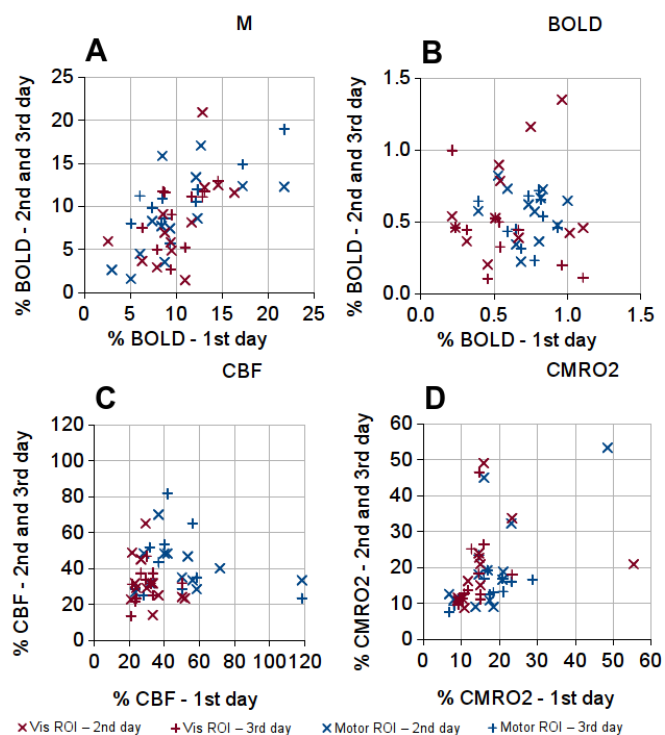 M
BOLD
A
B
% BOLD - 2nd and 3rd day
25
20
15
10
5
0
0 5 10 15 20 25
% BOLD - 1st day
% BOLD - 2nd and 3rd day
1.5
1.0
0.5
0.0
0.0 0.5 1.0 1.5
% BOLD - 1st day
CBF
CMRO2
C
D
% CBF - 2nd and 3rd day
120
100
80
60
40
20
0
0 20 40 60 80 100 120
% CBF - 1st day
% CMRO2 - 2nd and 3rd day
60
50
40
30
20
10
0
0 10 20 30 40 50 60
% CMRO2 - 1st day
Vis ROI – 2nd day Vis ROI – 3rd day Motor ROI – 2nd day Motor ROI – 3rd day